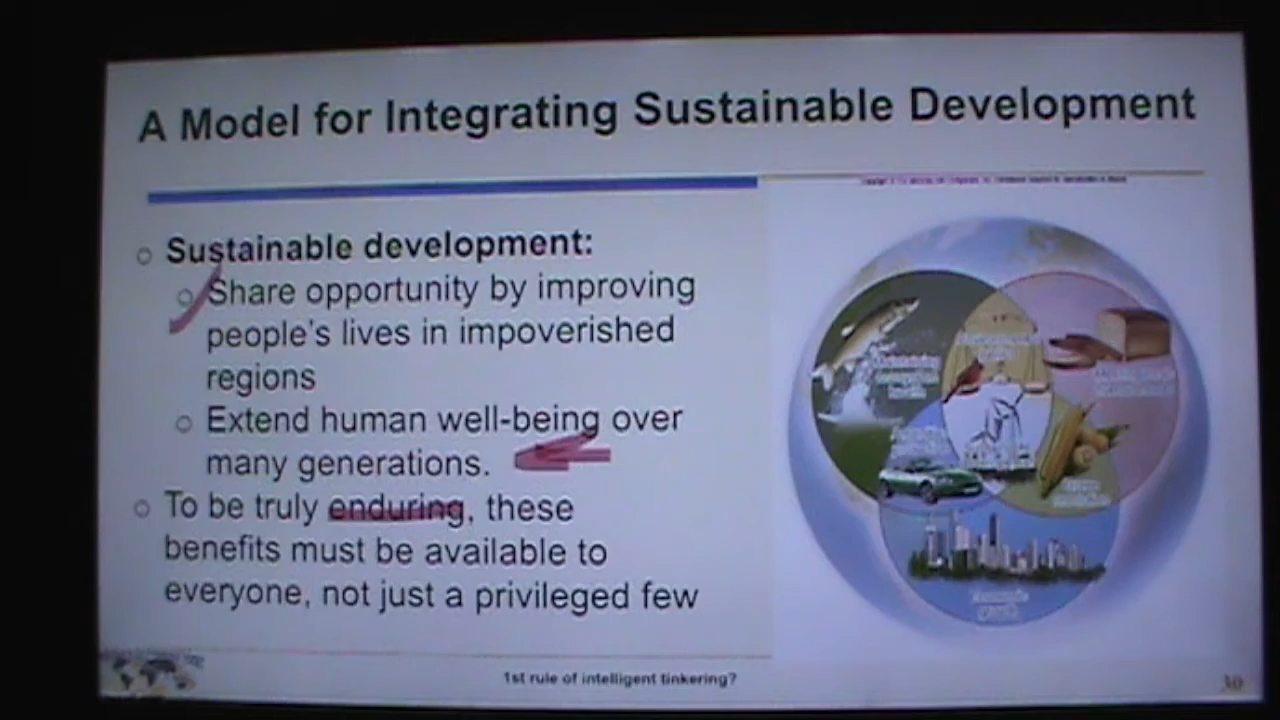 A Model for Integrating Sustainable Development
Sustainable development:
Share opportunity by improving
people's lives in impoverished
regions
Extend human well-being over
many generations.
To be truly enduring, these
benefits must be available to
everyone, not just a privileged few
1st rule of intelligent tinkering?
30